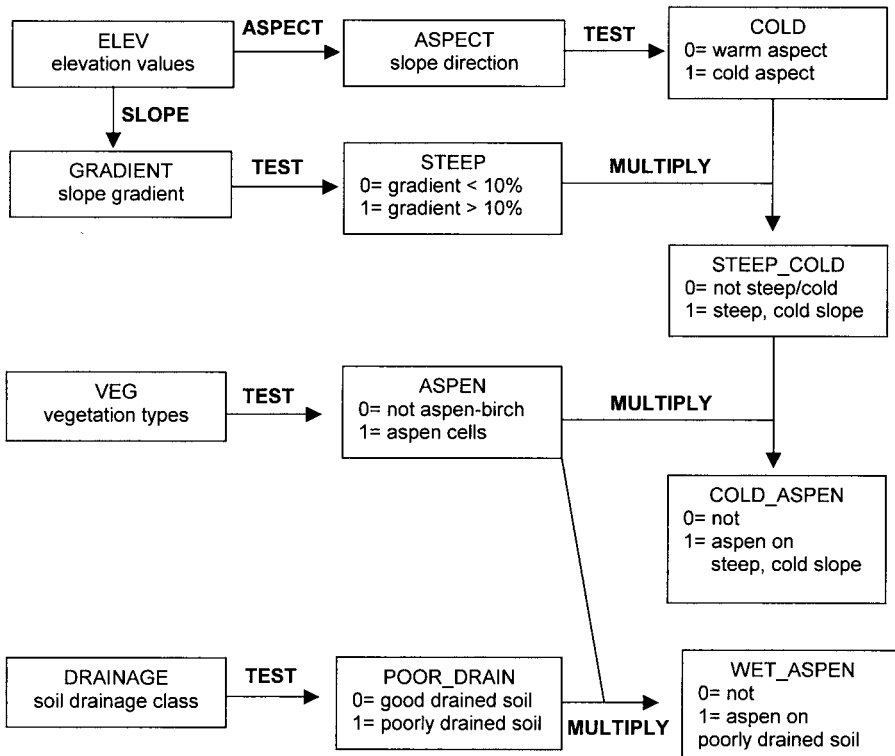 ELEV
elevation values
ASPECT
ASPECT
slope direction
TEST
COLD
0= warm aspect
1= cold aspect
SLOPE
GRADIENT
slope gradient
TEST
STEEP
0= gradient < 10%
1= gradient > 10%
MULTIPLY
STEEP_COLD
0= not steep/cold
1= steep, cold slope
VEG
vegetation types
TEST
ASPEN
0= not aspen-birch
1= aspen cells
MULTIPLY
COLD_ASPEN
0= not
1= aspen on
steep, cold slope
DRAINAGE
soil drainage class
TEST
POOR_DRAIN
0= good drained soil
1= poorly drained soil
MULTIPLY
WET_ASPEN
0= not
1= aspen on
poorly drained soil